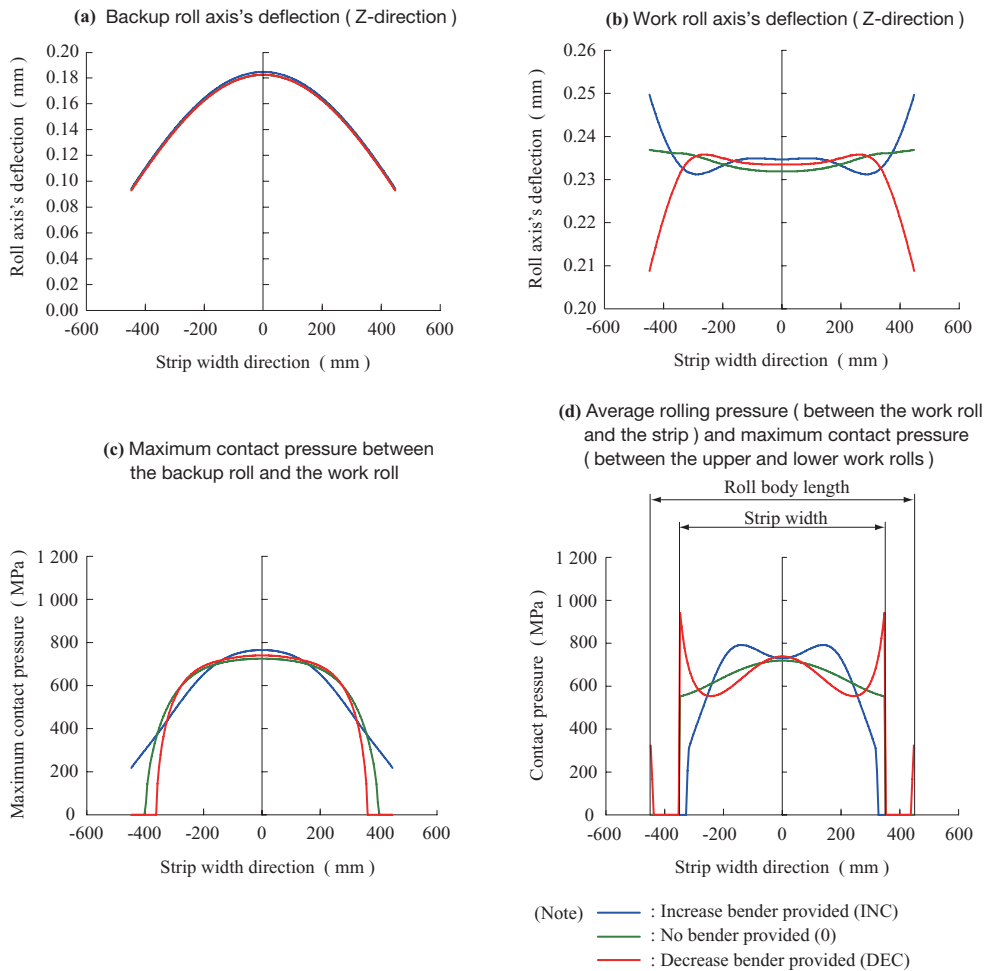 (a) Backup roll axis's deflection ( Z-direction )
Roll axis's deflection ( mm )
0.20
0.18
0.16
0.14
0.12
0.10
0.08
0.06
0.04
0.02
0.00
-600 -400 -200 0 200 400 600
Strip width direction ( mm )
(b) Work roll axis's deflection ( Z-direction )
Roll axis's deflection ( mm )
0.26
0.25
0.24
0.23
0.22
0.21
0.20
-600 -400 -200 0 200 400 600
Strip width direction ( mm )
(c) Maximum contact pressure between
the backup roll and the work roll
Maximum contact pressure ( MPa )
1 200
1 000
800
600
400
200
0
-600 -400 -200 0 200 400 600
Strip width direction ( mm )
(d) Average rolling pressure ( between the work roll
and the strip ) and maximum contact pressure
( between the upper and lower work rolls )
Roll body length
Strip width
Contact pressure ( MPa )
1 200
1 000
800
600
400
200
0
-600 -400 -200 0 200 400 600
Strip width direction ( mm )
(Note) : Increase bender provided (INC)
: No bender provided (0)
: Decrease bender provided (DEC)